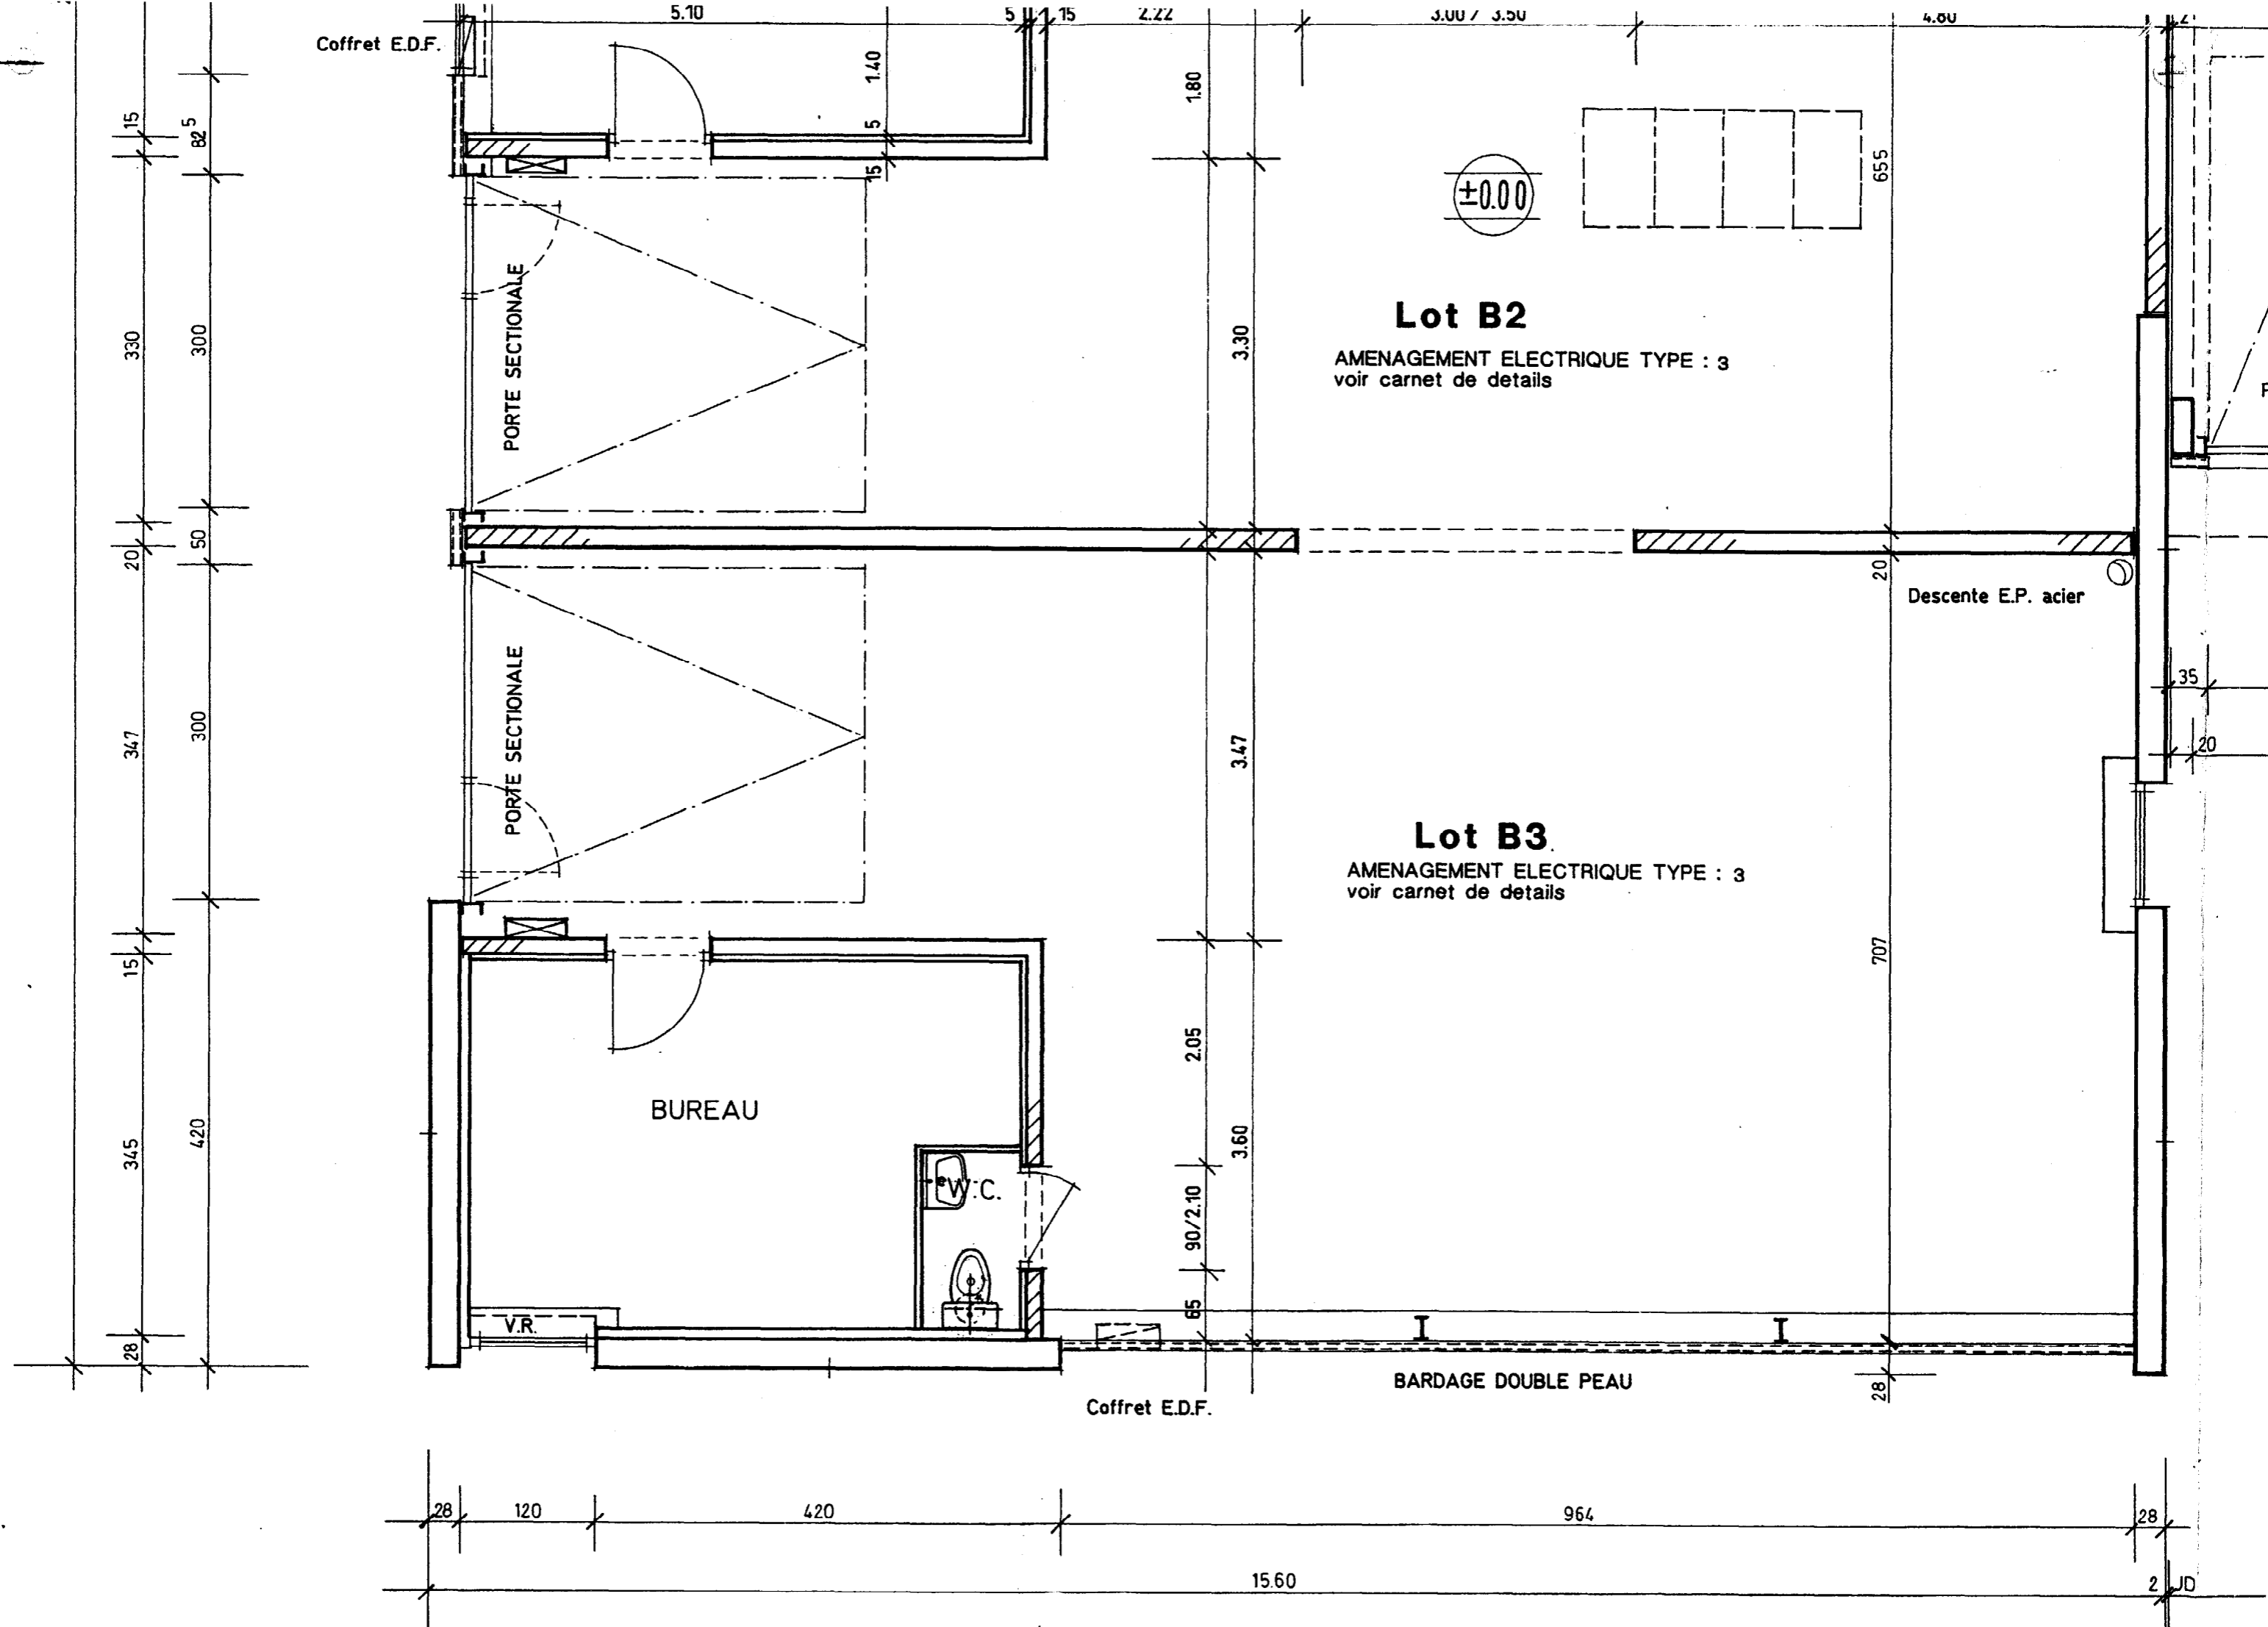 5.10
5
15
2.22
3.00 / 3.50
4.80
2
Coffret E.D.F.
1.40
1.80
15
82 5
5
15
655
±0.00
PORTE SECTIONALE
330
300
3.30
Lot B2
AMENAGEMENT ELECTRIQUE TYPE : 3
voir carnet de details
20
50
20
Descente E.P. acier
35
20
PORTE SECTIONALE
347
300
3.47
Lot B3
AMENAGEMENT ELECTRIQUE TYPE : 3
voir carnet de details
15
707
2.05
BUREAU
345
420
3.60
W.C.
90/2.10
65
V.R.
28
BARDAGE DOUBLE PEAU
28
Coffret E.D.F.
28
120
420
964
28
15.60
2
JD